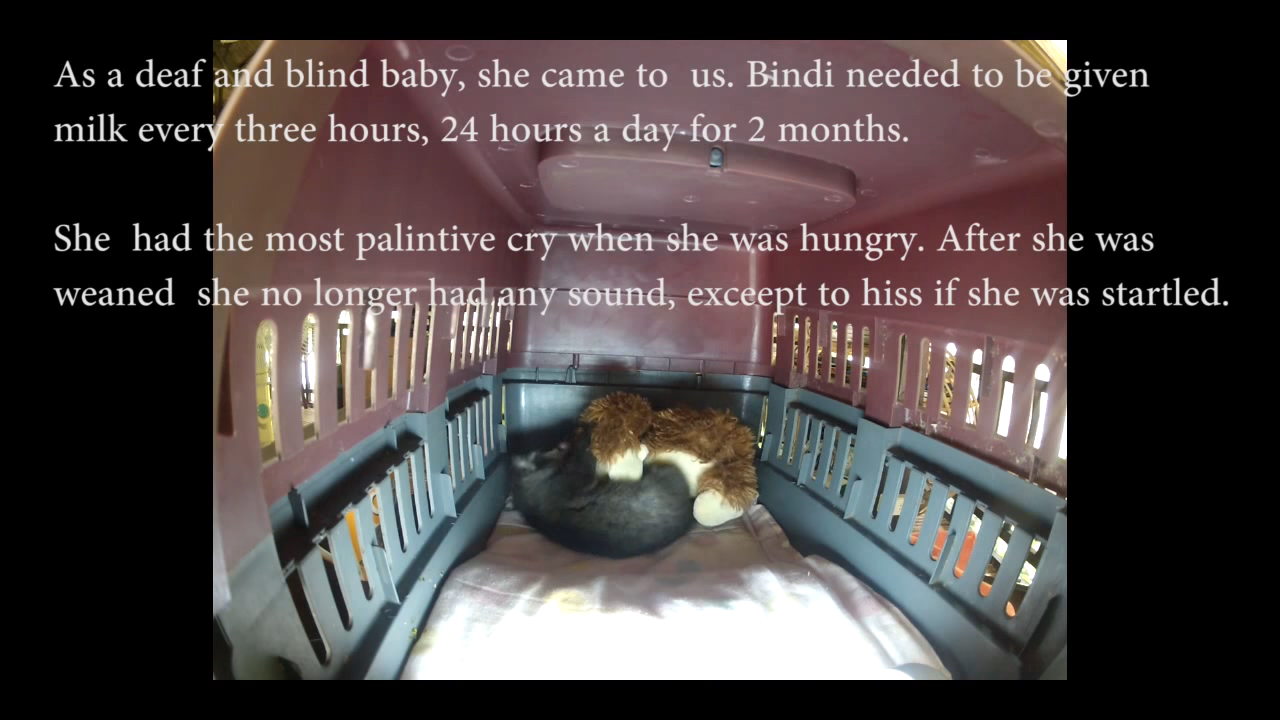 As a deaf and blind baby, she came to  us. Bindi needed to be given
milk every three hours, 24 hours a day for 2 months.
She  had the most palintive cry when she was hungry. After she was
weaned  she no longer had any sound, exceept to hiss if she was startled.